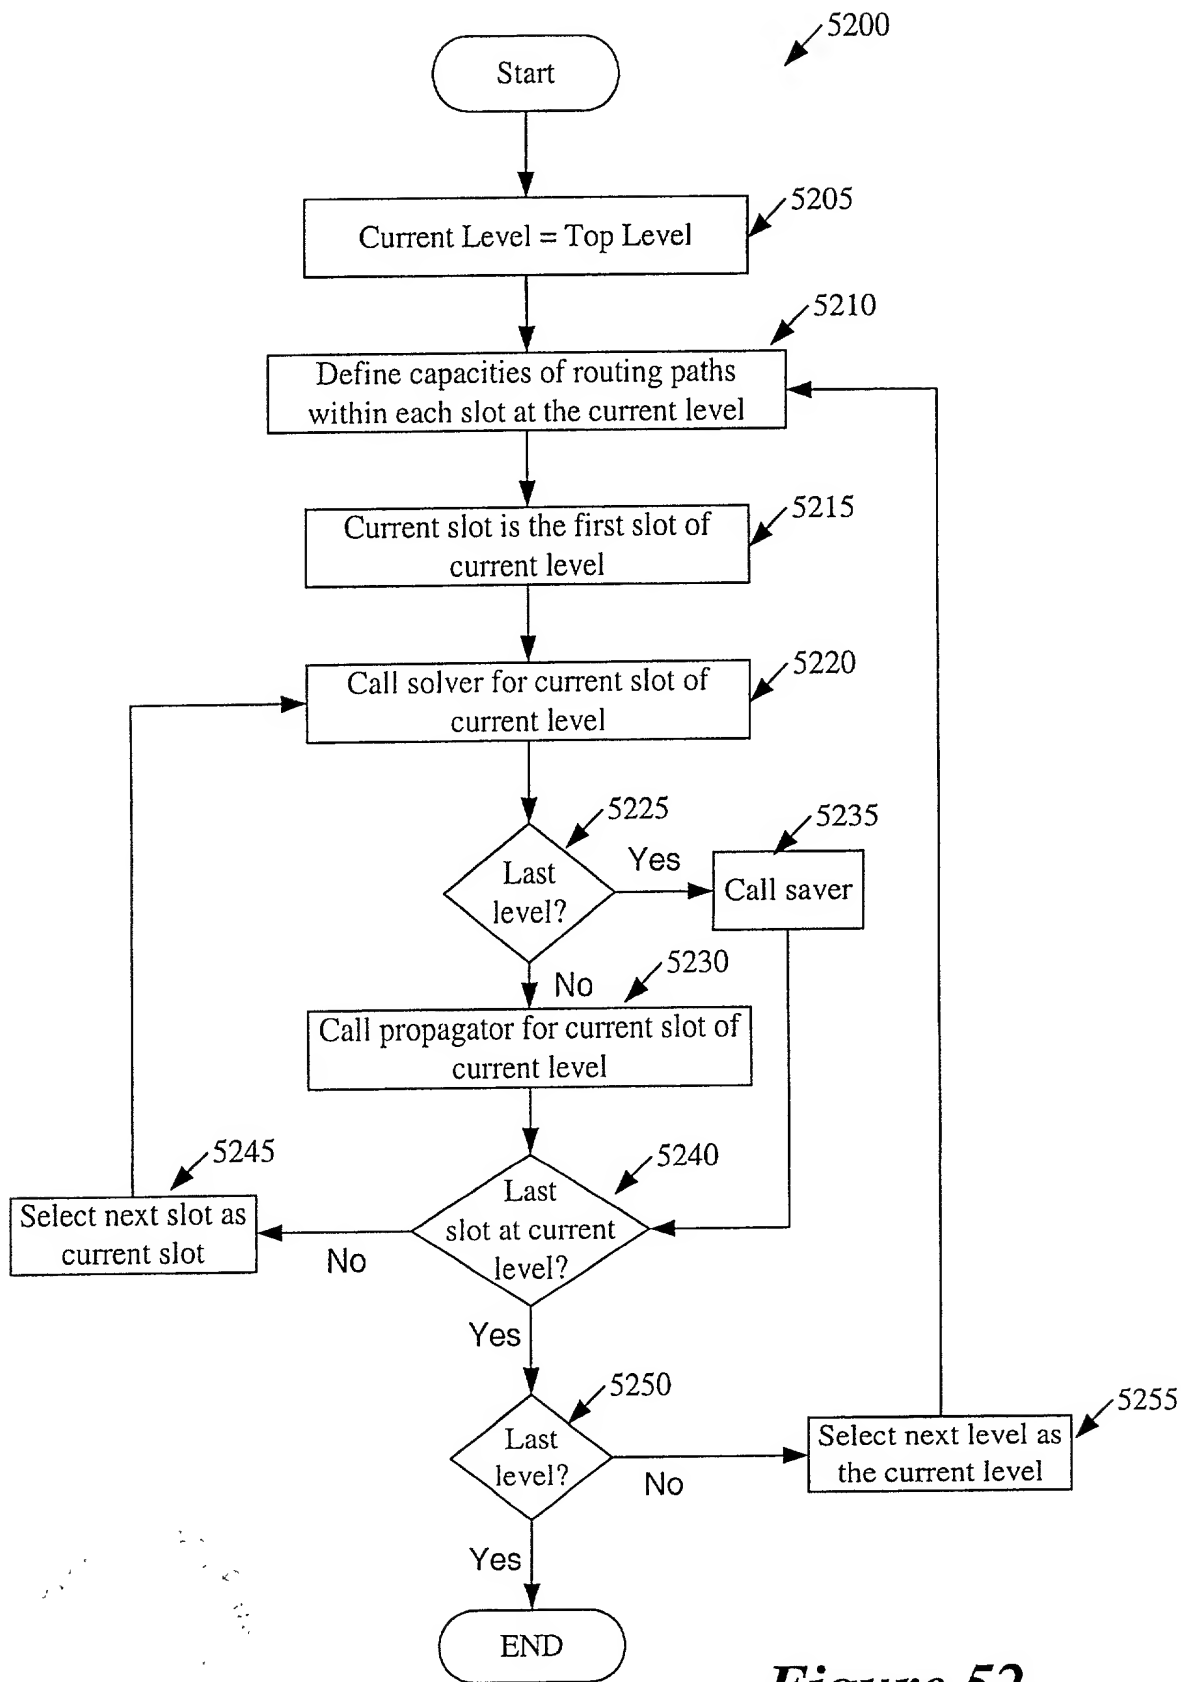 5200
Start
5205
Current Level = Top Level
5210
Define capacities of routing paths
within each slot at the current level
5215
Current slot is the first slot of
current level
5220
Call solver for current slot of
current level
5225
5235
Last
level?
Yes
Call saver
5230
No
Call propagator for current slot of
current level
5245
5240
Select next slot as
current slot
No
Last
slot at current
level?
Yes
5250
5255
Last
level?
No
Select next level as
the current level
Yes
END
Figure 52